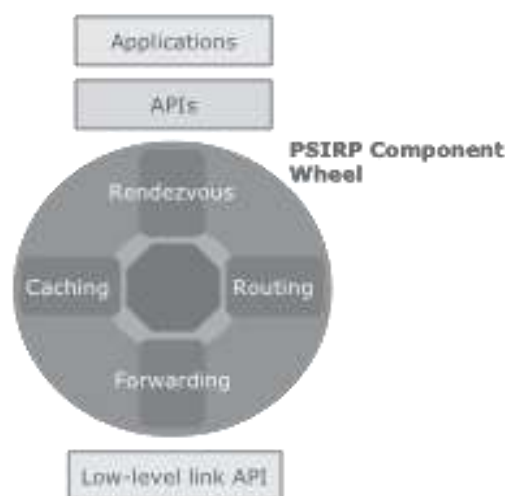 Applications
APIs
PSIRP Component
Wheel
Rendezvous
Caching
Routing
Forwarding
Low-level link API